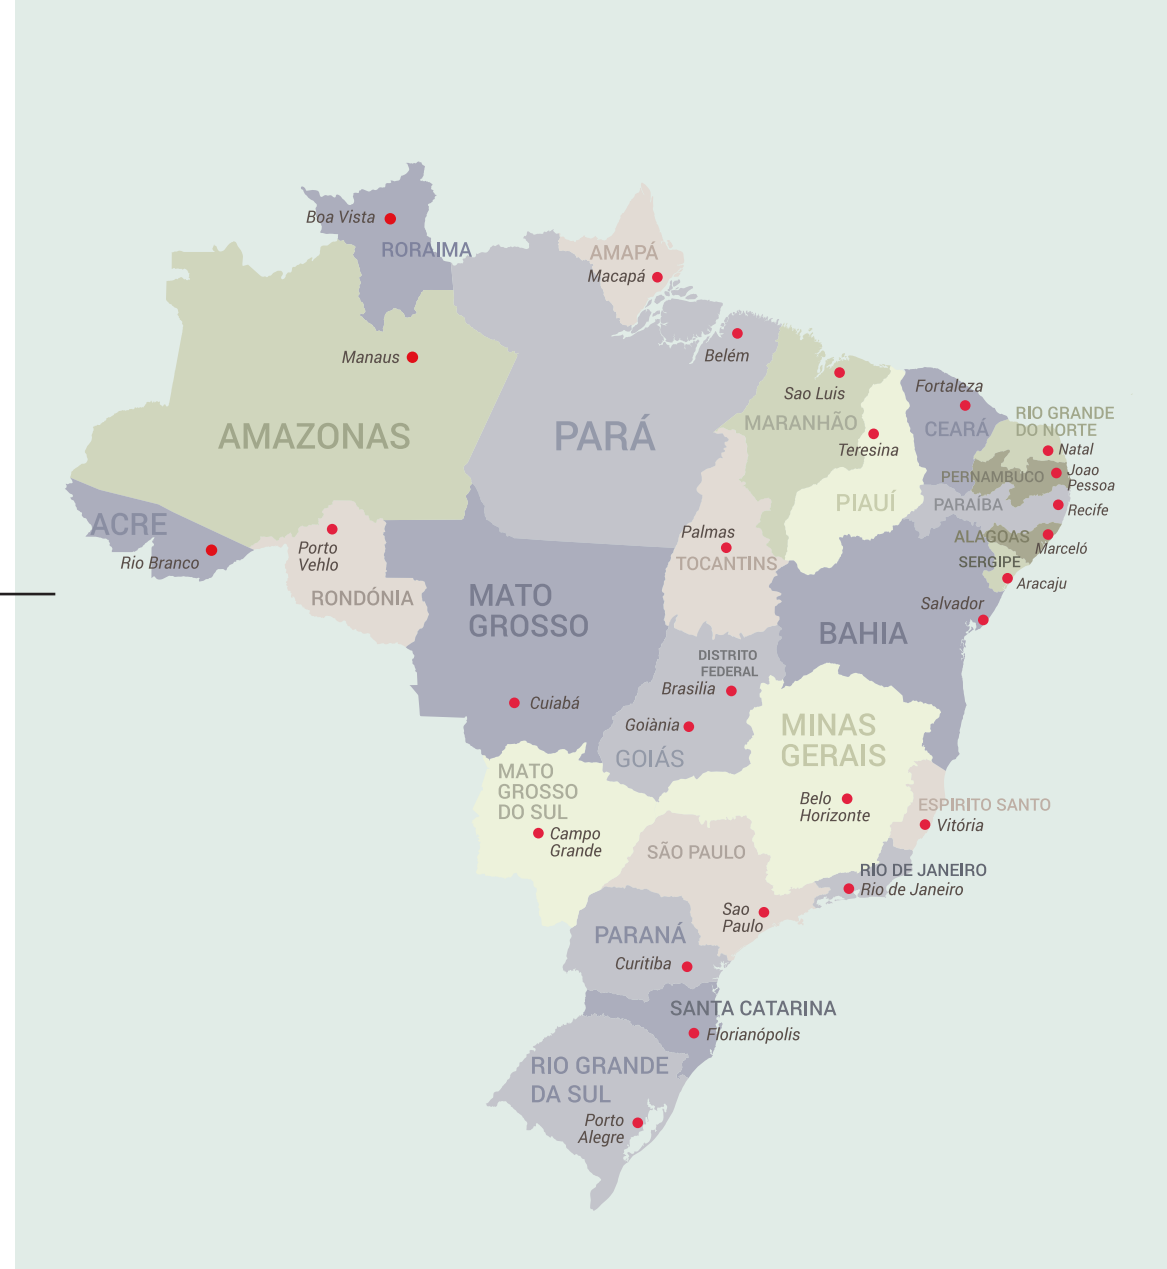 Boa Vista
RORAIMA
AMAPÁ
Macapá
Manaus
Belém
AMAZONAS
PARÁ
Sao Luis
MARANHÃO
Fortaleza
CEARÁ
Teresina
RIO GRANDE
DO NORTE
Natal
PERNAMBUCO
Joao
Pessoa
PIAUÍ
PARAÍBA
Recife
ACRE
Rio Branco
Porto
Vehlo
RONDÓNIA
Palmas
TOCANTINS
ALAGOAS
Marceló
SERGIPE
Aracaju
MATO
GROSSO
Salvador
BAHIA
DISTRITO
FEDERAL
Brasilia
Cuiabá
Goiània
GOIÁS
MINAS
GERAIS
MATO
GROSSO
DO SUL
Belo
Horizonte
ESPIRITO SANTO
Vitória
Campo
Grande
SÃO PAULO
RIO DE JANEIRO
Rio de Janeiro
Sao
Paulo
PARANÁ
Curitiba
SANTA CATARINA
Florianópolis
RIO GRANDE
DA SUL
Porto
Alegre